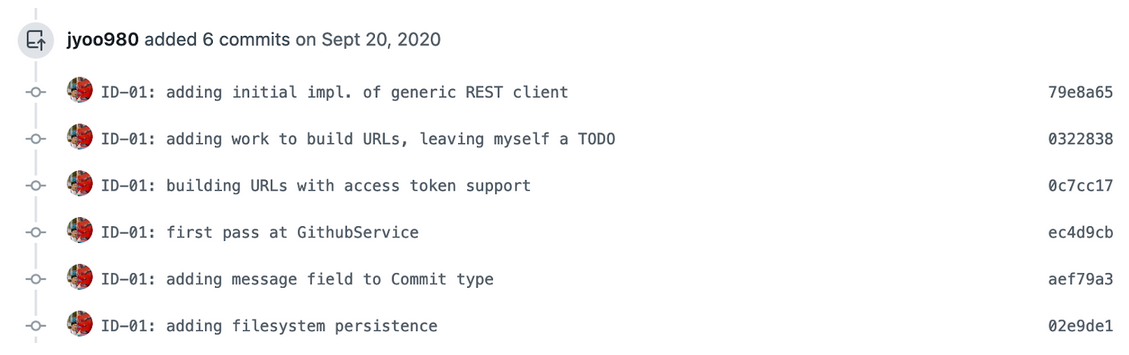 jyoo980 added 6 commits on Sept 20, 2020
ID-01: adding initial impl. of generic REST client 79e8a65
ID-01: adding work to build URLs, leaving myself a TODO 0322838
ID-01: building URLs with access token support 0c7cc17
ID-01: first pass at GithubService ec4d9cb
ID-01: adding message field to Commit type aef79a3
ID-01: adding filesystem persistence 02e9de1